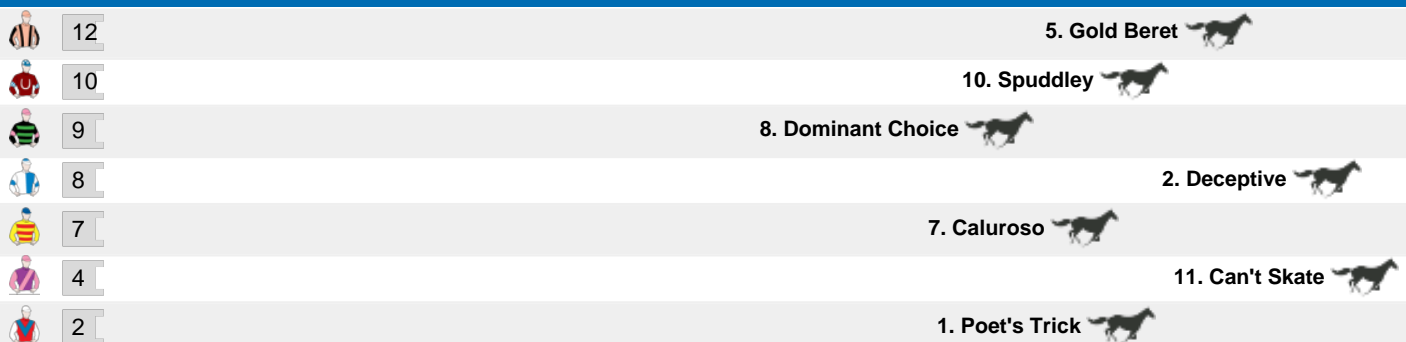 12 5. Gold Beret
10 10. Spuddley
9 8. Dominant Choice
8 2. Deceptive
7 7. Caluroso
4 11. Can't Skate
2 1. Poet's Trick